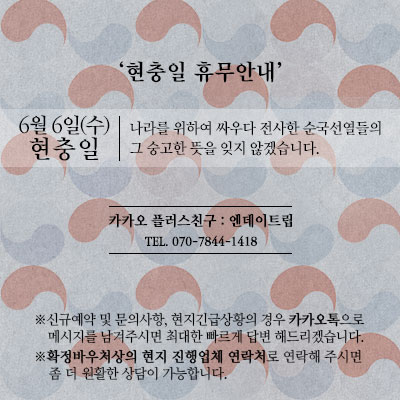 ‘현충일 휴무안내’
6월 6일(수)
현충일
나라를 위하여 싸우다 전사한 순국선열들의
그 숭고한 뜻을 잊지 않겠습니다.
카카오 플러스친구 : 엔데이트립
TEL. 070-7844-1418
※신규예약 및 문의사항, 현지긴급상황의 경우 카카오톡으로
메시지를 남겨주시면 최대한 빠르게 답변 해드리겠습니다.
※확정바우처상의 현지 진행업체 연락처로 연락해 주시면
좀 더 원활한 상담이 가능합니다.